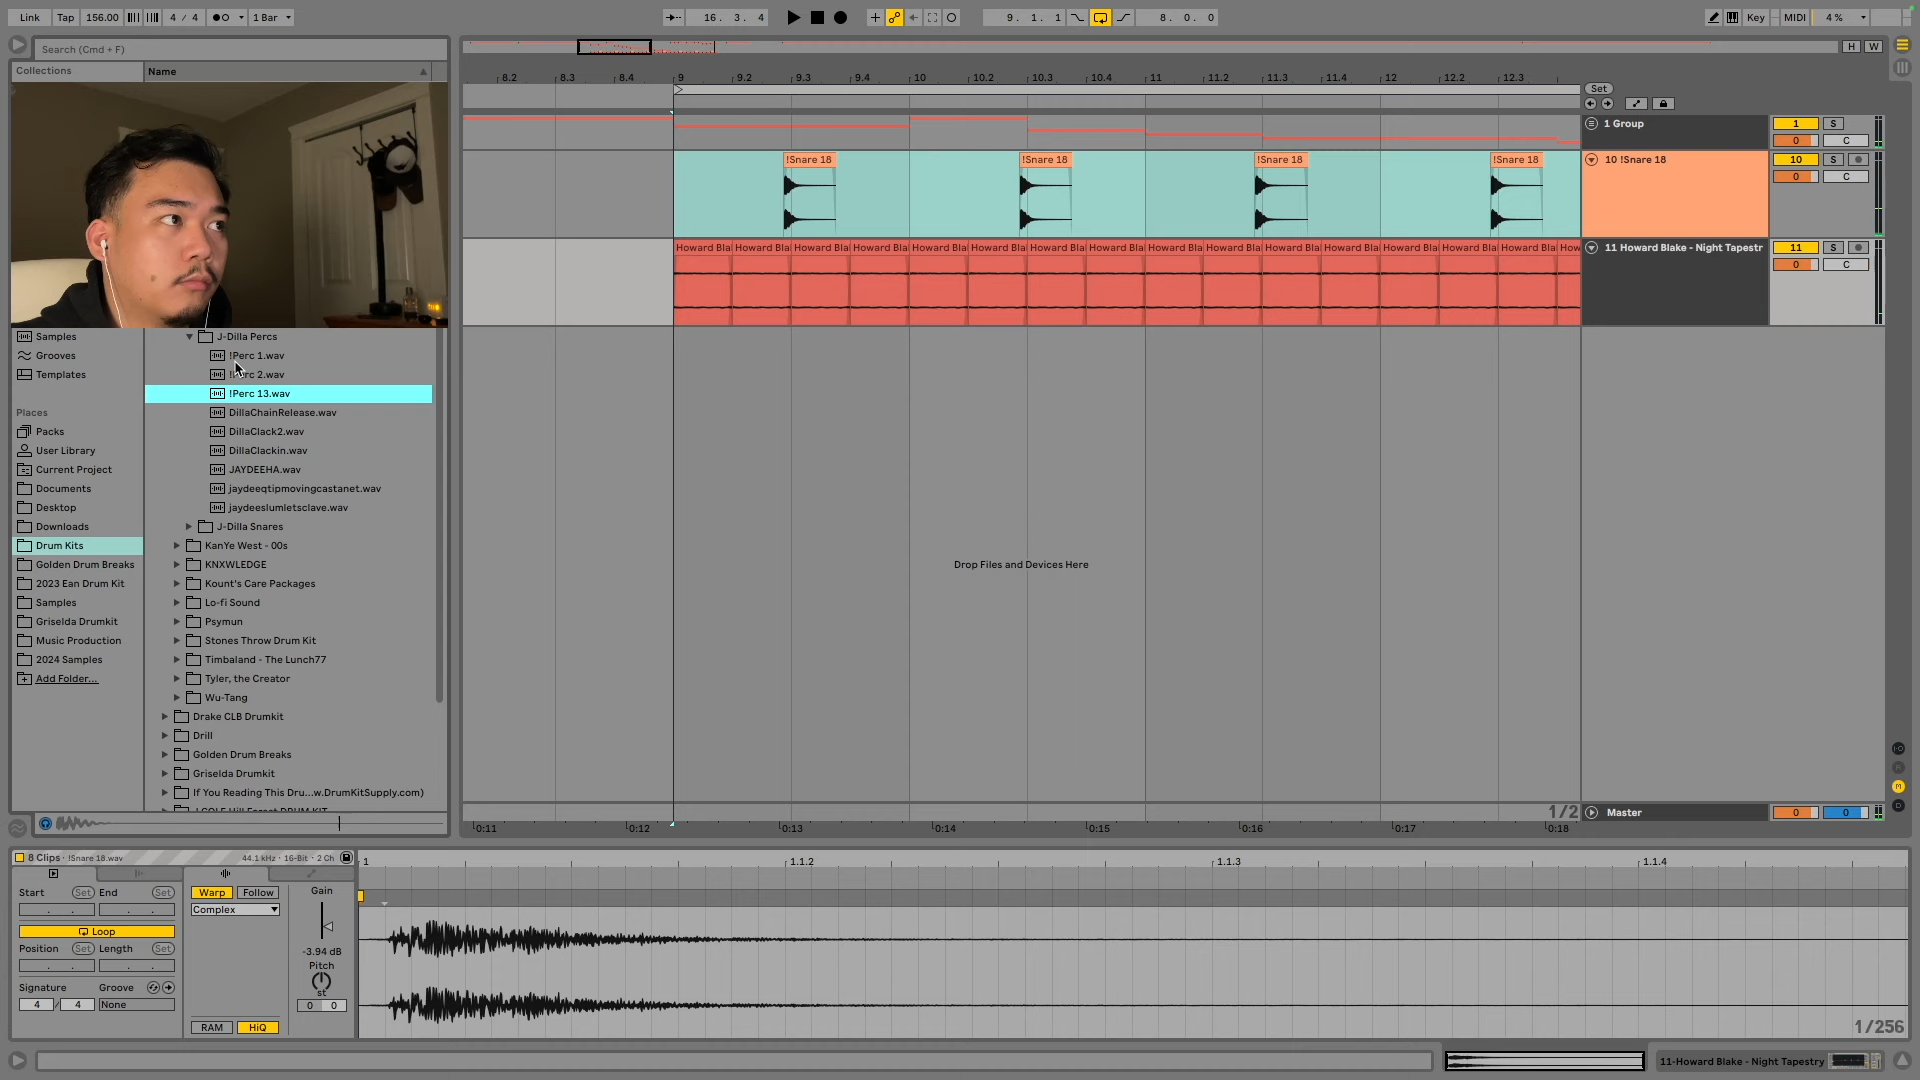 Link Tap 156.00 4 / 4 1 Bar 16. 3. 4 9. 1. 1 8. 0. 0 Key MIDI 4 %
Search (Cmd + F)
Collections Name
H W
8.2 8.3 8.4 9 9.2 9.3 9.4 10 10.2 10.3 10.4 11 11.2 11.3 11.4 12 12.2 12.3
Set
1 Group 1 S
0 C
!Snare 18 !Snare 18 !Snare 18 !Snare 18 10 !Snare 18 10 S
0 C
Howard Bla Howard Bla Howard Bla Howard Bla Howard Bla Howard Bla Howard Bla Howard Bla Howard Bla Howard Bla Howard Bla Howard Bla Howard Bla Howard Bla Howard Bla How 11 Howard Blake - Night Tapestr 11 S
0 C
Samples
Grooves
Templates
Places
Packs
User Library
Current Project
Documents
Desktop
Downloads
Drum Kits
Golden Drum Breaks
2023 Ean Drum Kit
Samples
Griselda Drumkit
Music Production
2024 Samples
Add Folder...
J-Dilla Percs
!Perc 1.wav
rc 2.wav
!Perc 13.wav
DillaChainRelease.wav
DillaClack2.wav
DillaClackin.wav
JAYDEEHA.wav
jaydeeqtipmovingcastanet.wav
jaydeeslumletsclave.wav
J-Dilla Snares
KanYe West - 00s
KNXWLEDGE
Kount's Care Packages
Lo-fi Sound
Psymun
Stones Throw Drum Kit
Timbaland - The Lunch77
Tyler, the Creator
Wu-Tang
Drake CLB Drumkit
Drill
Golden Drum Breaks
Griselda Drumkit
If You Reading This Dru...w.DrumKitSupply.com)
Drop Files and Devices Here
1/2 Master 0 0
0:11 0:12 0:13 0:14 0:15 0:16 0:17 0:18
8 Clips · !Snare 18.wav 44.1 kHz · 16-Bit · 2 Ch
1 1.1.2 1.1.3 1.1.4
Start Set End Set
Warp Follow
Gain
Complex
Loop
Position Set Length Set
-3.94 dB
Pitch
Signature Groove
st
4 / 4 None
0 0
RAM HiQ
1/256
11-Howard Blake - Night Tapestry